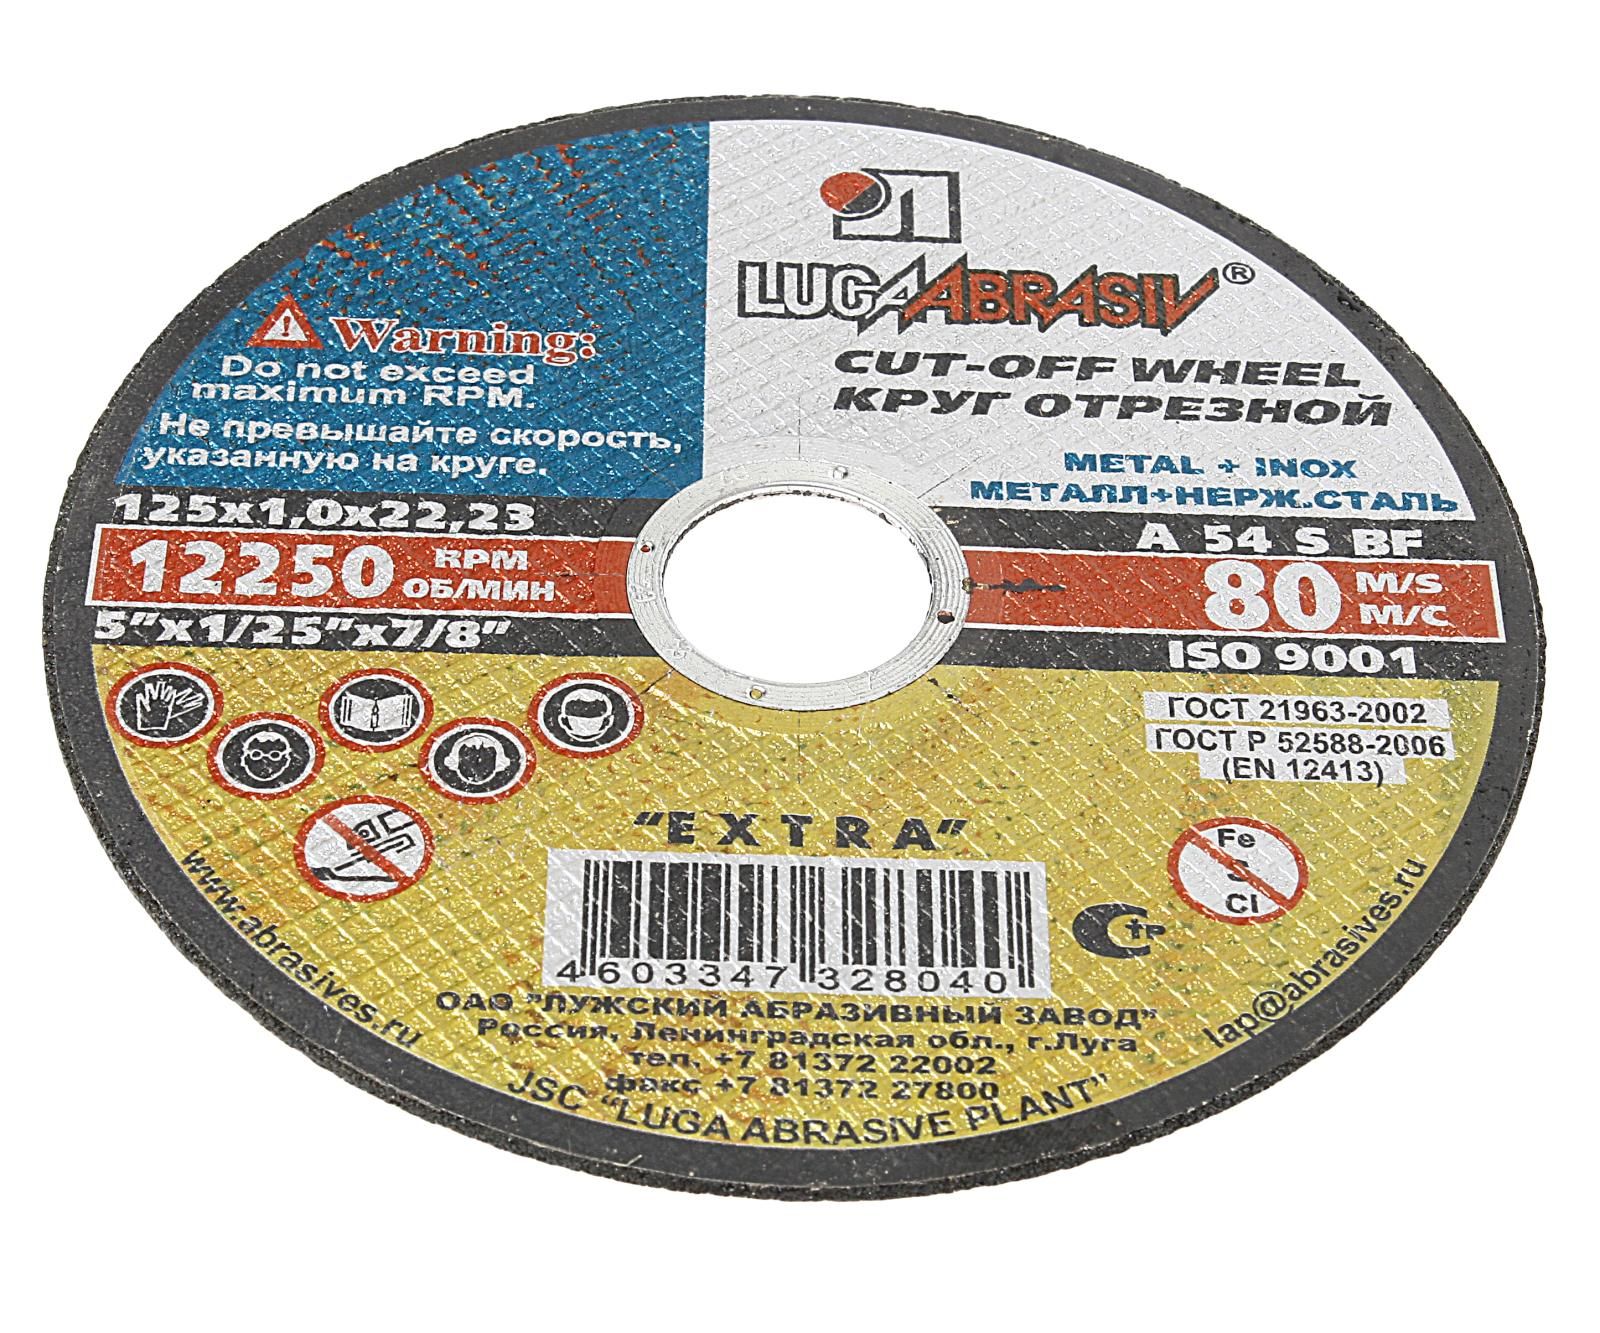 LUGAABRASIV®
CUT-OFF WHEEL
КРУГ ОТРЕЗНОЙ
METAL + INOX
МЕТАЛЛ+НЕРЖ.СТАЛЬ
Warning:
Do not exceed
maximum RPM.
Не превышайте скорость,
указанную на круге.
125x1,0x22,23
12250 RPM
ОБ/МИН
5”x1/25”x7/8”
A 54 S BF
80 M/S
М/С
ISO 9001
ГОСТ 21963-2002
ГОСТ Р 52588-2006
(EN 12413)
"EXTRA"
Fe
S
Cl
4 603347 328040
ОАО "ЛУЖСКИЙ АБРАЗИВНЫЙ ЗАВОД"
Россия, Ленинградская обл., г.Луга
тел. +7 81372 22002
факс +7 81372 27800
JSC “LUGA ABRASIVE PLANT”
www.abrasives.ru
lap@abrasives.ru
тр